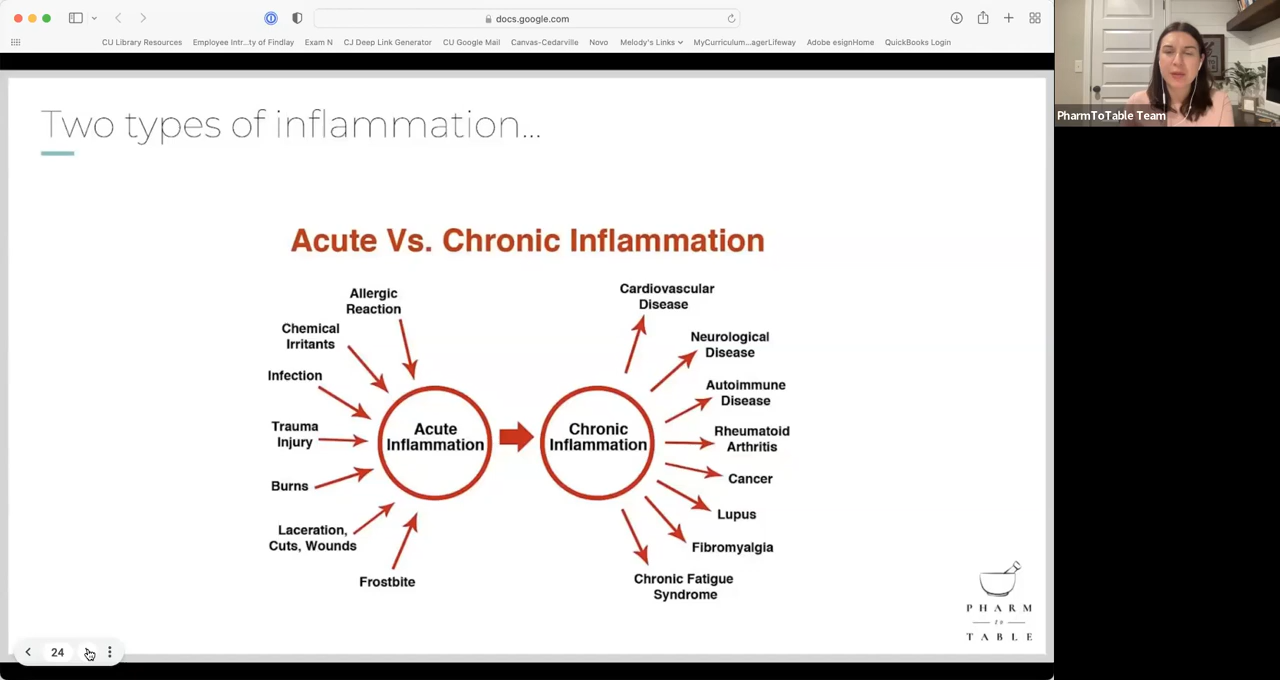 docs.google.com
CU Library Resources
Employee Intr...ty of Findlay
Exam N
CJ Deep Link Generator
CU Google Mail
Canvas-Cedarville
Novo
Melody's Links
MyCurriculum...agerLifeway
Adobe esignHome
QuickBooks Login
PharmToTable Team
Two types of inflammation...
Acute Vs. Chronic Inflammation
Allergic
Reaction
Chemical
Irritants
Infection
Trauma
Injury
Burns
Laceration,
Cuts, Wounds
Frostbite
Acute
Inflammation
Chronic
Inflammation
Cardiovascular
Disease
Neurological
Disease
Autoimmune
Disease
Rheumatoid
Arthritis
Cancer
Lupus
Fibromyalgia
Chronic Fatigue
Syndrome
PHARM
to
TABLE
24